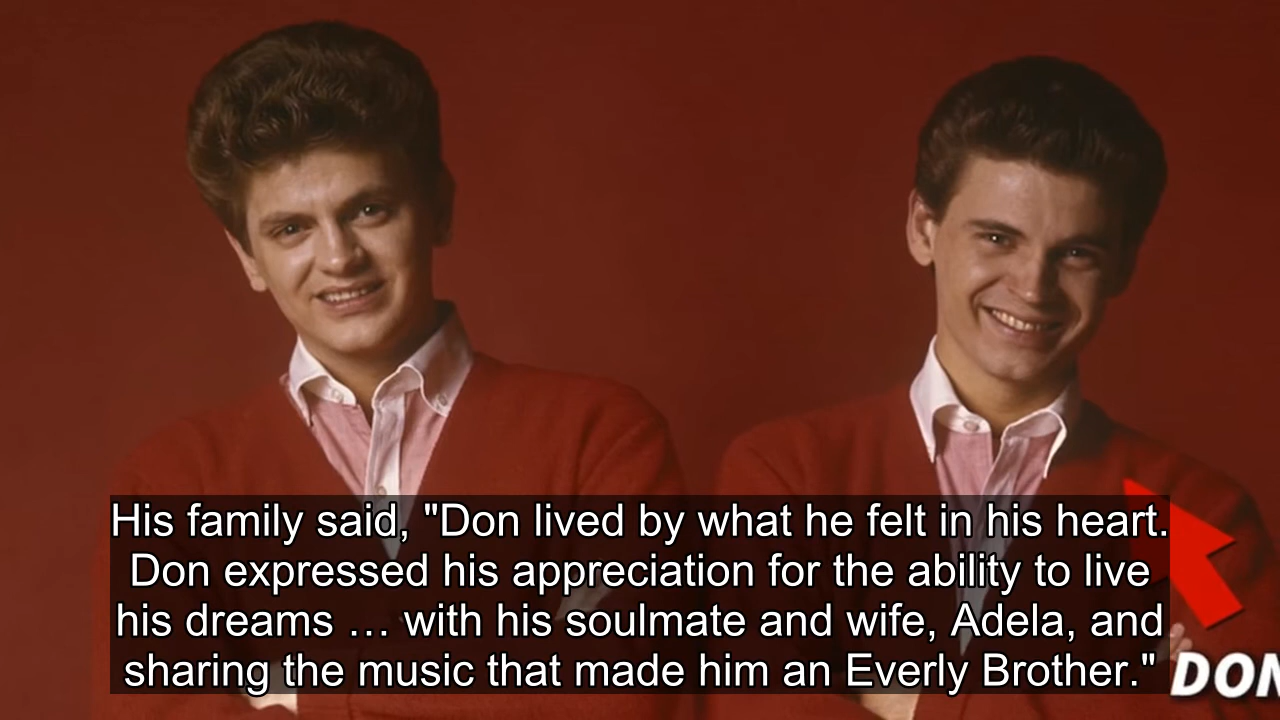 His family said, "Don lived by what he felt in his heart.
Don expressed his appreciation for the ability to live
his dreams … with his soulmate and wife, Adela, and
sharing the music that made him an Everly Brother."
DON